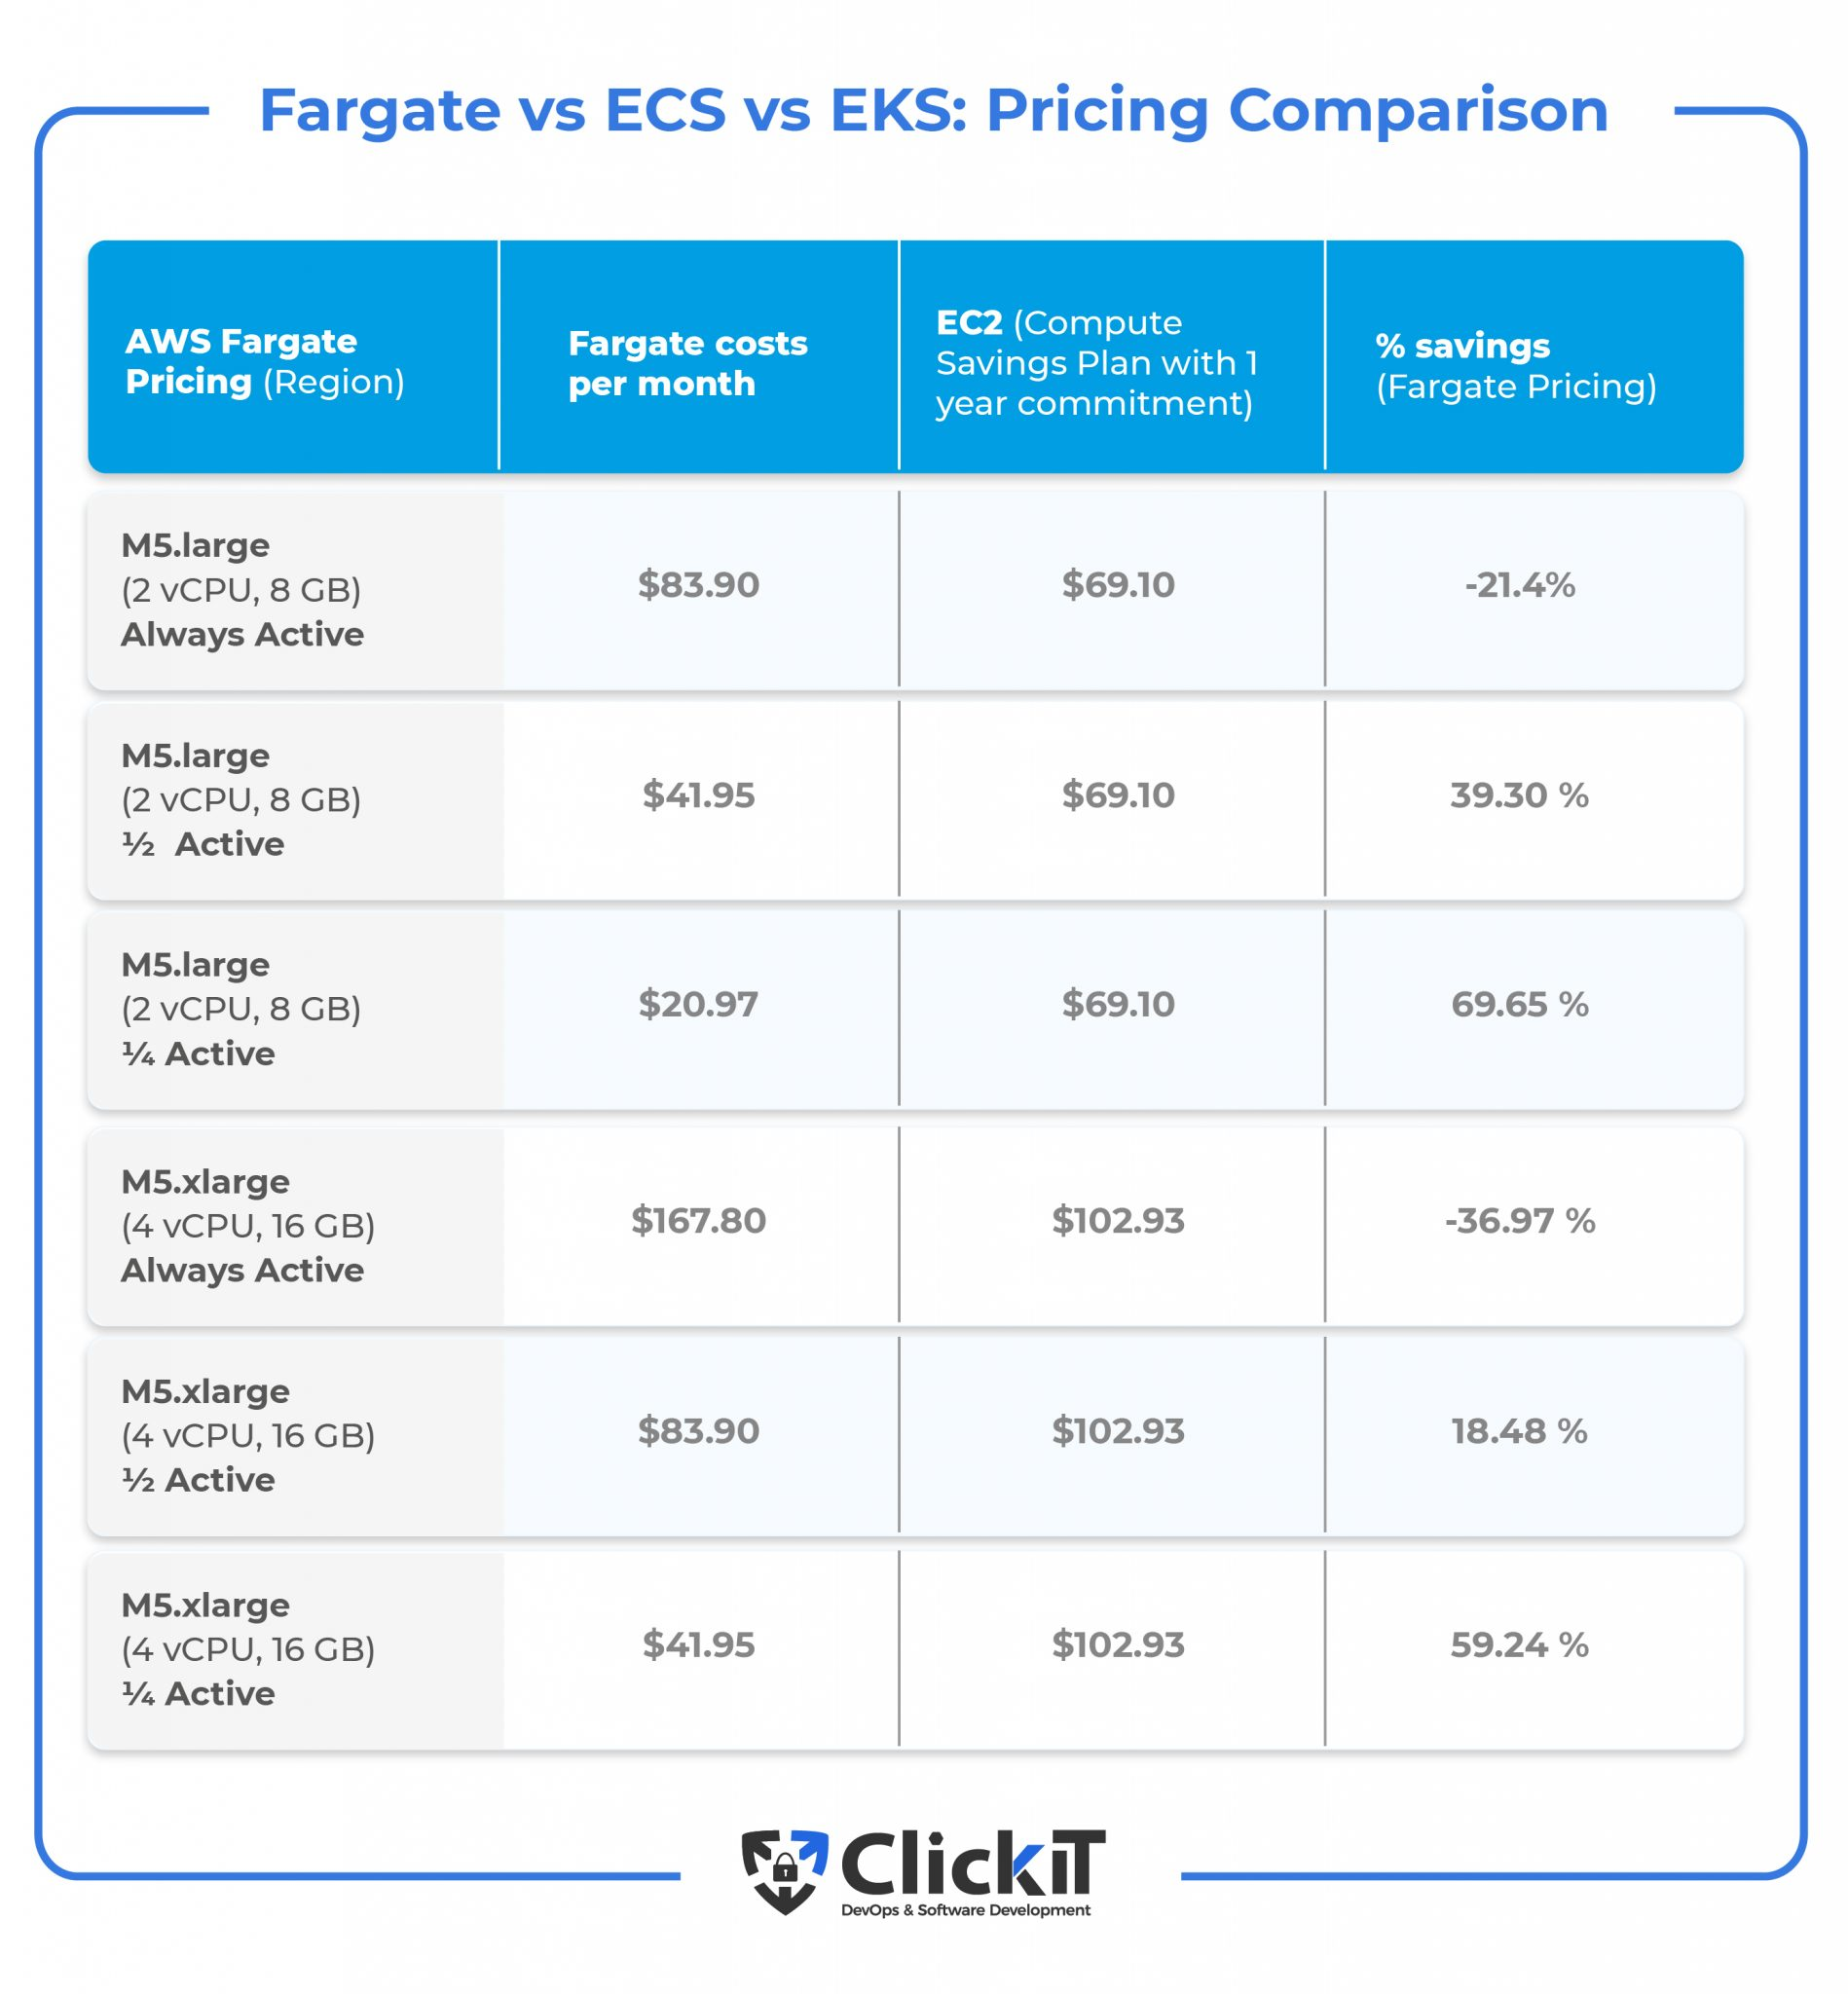 Fargate vs ECS vs EKS: Pricing Comparison
AWS Fargate
Pricing (Region)
Fargate costs
per month
EC2 (Compute
Savings Plan with 1
year commitment)
% savings
(Fargate Pricing)
M5.large
(2 vCPU, 8 GB)
Always Active
$83.90
$69.10
-21.4%
M5.large
(2 vCPU, 8 GB)
½ Active
$41.95
$69.10
39.30 %
M5.large
(2 vCPU, 8 GB)
¼ Active
$20.97
$69.10
69.65 %
M5.xlarge
(4 vCPU, 16 GB)
Always Active
$167.80
$102.93
-36.97 %
M5.xlarge
(4 vCPU, 16 GB)
½ Active
$83.90
$102.93
18.48 %
M5.xlarge
(4 vCPU, 16 GB)
¼ Active
$41.95
$102.93
59.24 %
ClickiT
DevOps & Software Development